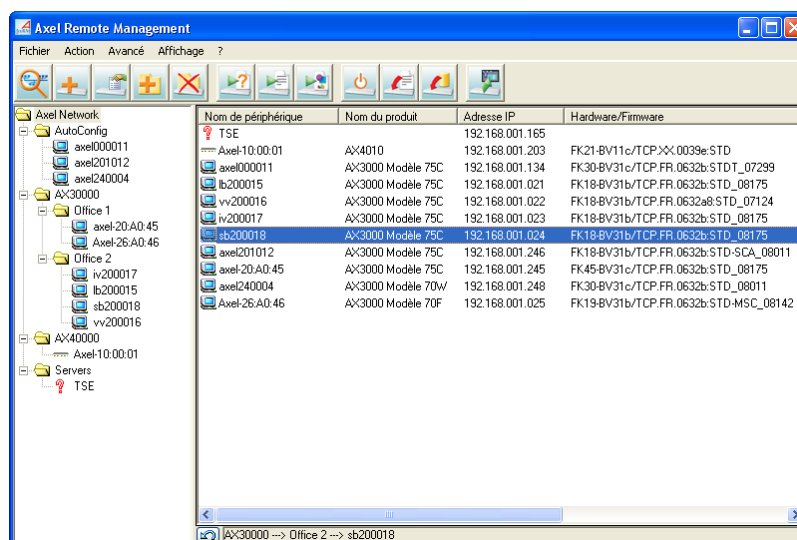 Axel Remote Management
Fichier Action Avancé Affichage ?
Axel Network
AutoConfig
axel000011
axel201012
axel240004
AX30000
Office 1
axel-20:A0:45
Axel-26:A0:46
Office 2
iv200017
lb200015
sb200018
vv200016
AX40000
Axel-10:00:01
Servers
TSE
Nom de périphérique Nom du produit Adresse IP Hardware/Firmware
TSE 192.168.001.165
Axel-10:00:01 AX4010 192.168.001.203 FK21-BV11c/TCP.XX.0039e:STD
axel000011 AX3000 Modèle 75C 192.168.001.134 FK30-BV31c/TCP.FR.0632b:STDT_07299
lb200015 AX3000 Modèle 75C 192.168.001.021 FK18-BV31b/TCP.FR.0632b:STD_08175
vv200016 AX3000 Modèle 75C 192.168.001.022 FK18-BV31b/TCP.FR.0632a8:STD_07124
iv200017 AX3000 Modèle 75C 192.168.001.023 FK18-BV31b/TCP.FR.0632b:STD_08175
sb200018 AX3000 Modèle 75C 192.168.001.024 FK18-BV31b/TCP.FR.0632b:STD_08175
axel201012 AX3000 Modèle 75C 192.168.001.246 FK18-BV31b/TCP.FR.0632b:STD-SCA_08011
axel-20:A0:45 AX3000 Modèle 75C 192.168.001.245 FK45-BV31c/TCP.FR.0632b:STD_08175
axel240004 AX3000 Modèle 70W 192.168.001.248 FK30-BV31c/TCP.FR.0632b:STD_08011
Axel-26:A0:46 AX3000 Modèle 70F 192.168.001.025 FK19-BV31b/TCP.FR.0632b:STD-MSC_08142
AX30000 --> Office 2 --> sb200018